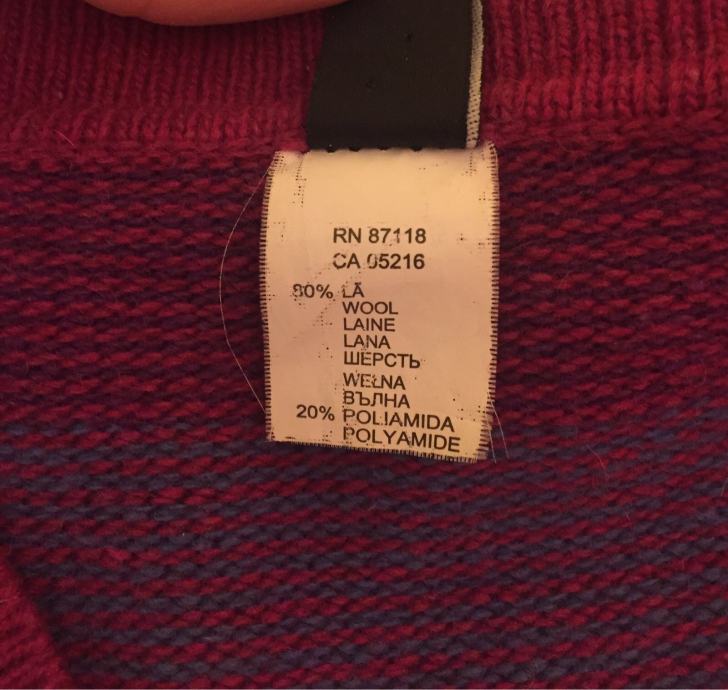 RN 87118
CA 05216
80% LÃ
WOOL
LAINE
LANA
ШЕРСТЬ
WEŁNA
ВЪЛНА
20% POLIAMIDA
POLYAMIDE